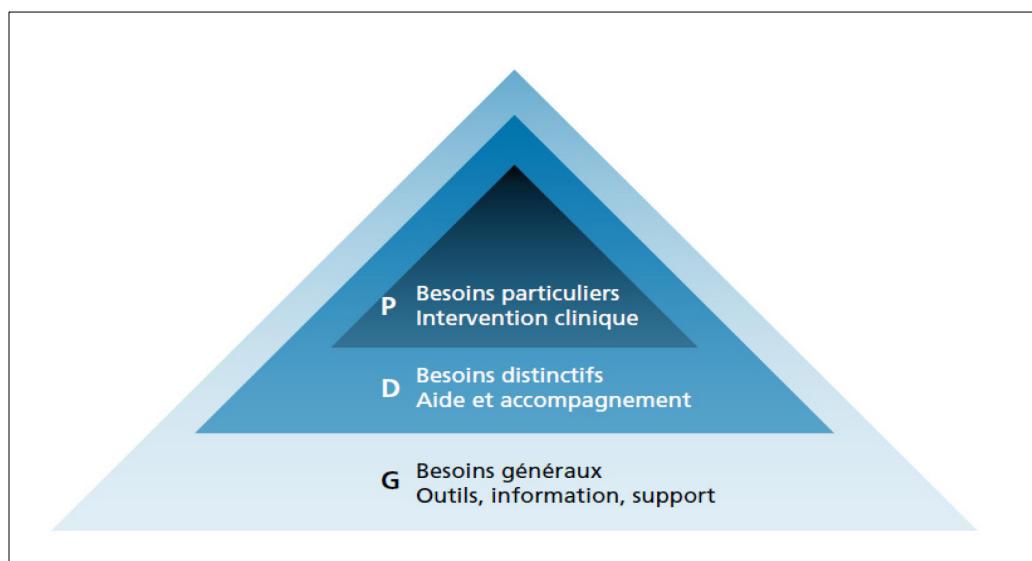 P Besoins particuliers
Intervention clinique
D Besoins distinctifs
Aide et accompagnement
G Besoins généraux
Outils, information, support